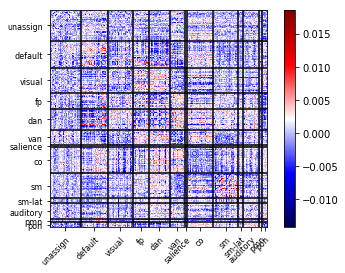 unassign
default
visual
fp
dan
van
salience
co
sm
sm-lat
auditory
pmn
pon
unassign
default
visual
fp
dan
van
salience
co
sm
sm-lat
auditory
pon
0.015
0.010
0.005
0.000
−0.005
−0.010